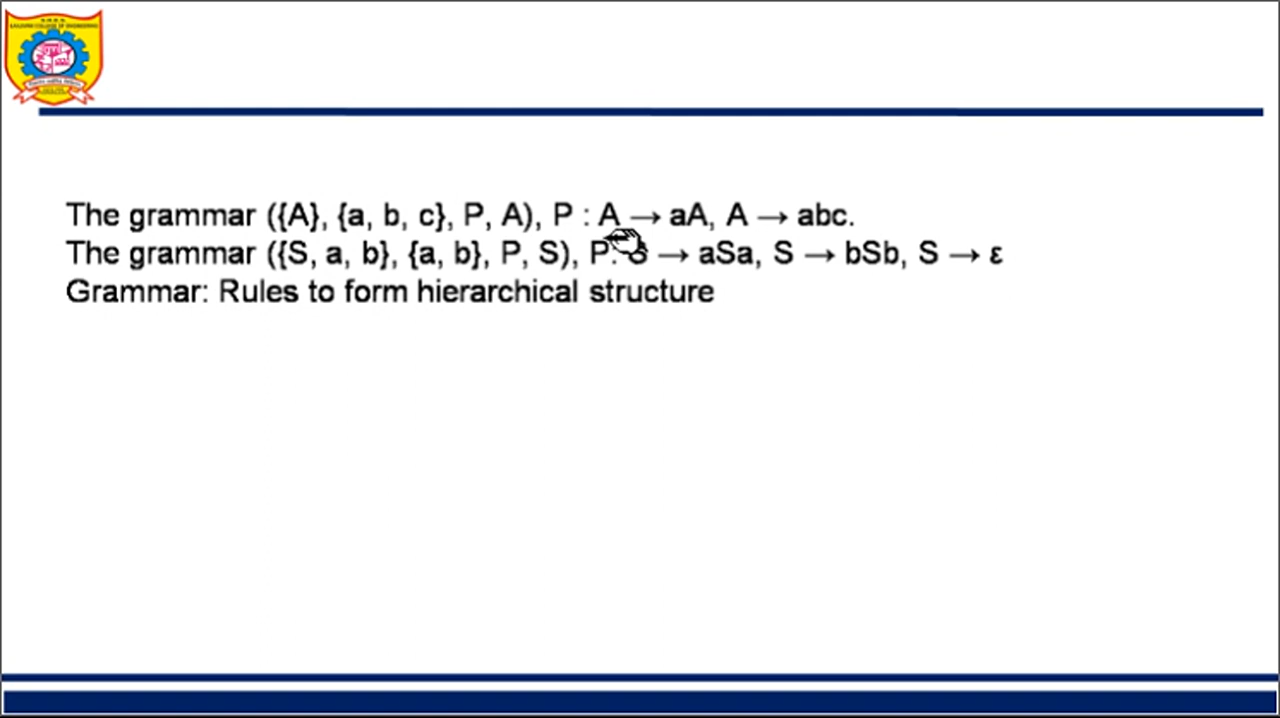 The grammar ({A}, {a, b, c}, P, A), P : A → aA, A → abc.
The grammar ({S, a, b}, {a, b}, P, S), P: S → aSa, S → bSb, S → ε
Grammar: Rules to form hierarchical structure